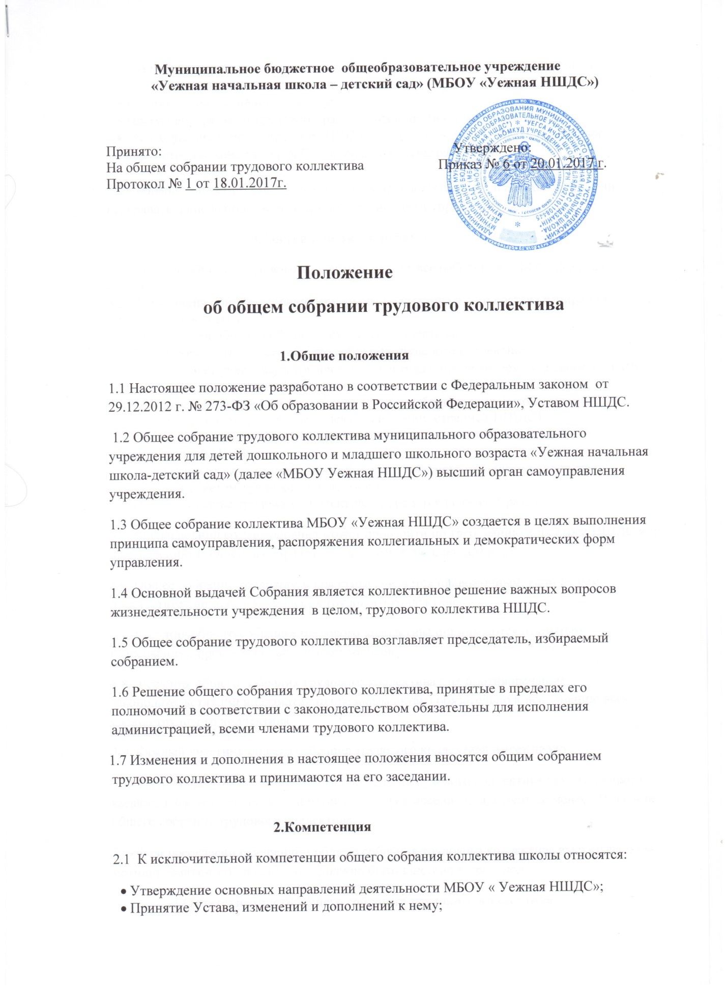 Муниципальное бюджетное общеобразовательное учреждение
«Уежная начальная школа – детский сад» (МБОУ «Уежная НШДС»)
Принято:
На общем собрании трудового коллектива
Протокол № 1 от 18.01.2017г.
Утверждено:
Приказ № 6 от 20.01.2017 г.
Положение
об общем собрании трудового коллектива
1.Общие положения
1.1 Настоящее положение разработано в соответствии с Федеральным законом от
29.12.2012 г. № 273-ФЗ «Об образовании в Российской Федерации», Уставом НШДС.
1.2 Общее собрание трудового коллектива муниципального образовательного
учреждения для детей дошкольного и младшего школьного возраста «Уежная начальная
школа-детский сад» (далее «МБОУ Уежная НШДС») высший орган самоуправления
учреждения.
1.3 Общее собрание коллектива МБОУ «Уежная НШДС» создается в целях выполнения
принципа самоуправления, распоряжения коллегиальных и демократических форм
управления.
1.4 Основной выдачей Собрания является коллективное решение важных вопросов
жизнедеятельности учреждения в целом, трудового коллектива НШДС.
1.5 Общее собрание трудового коллектива возглавляет председатель, избираемый
собранием.
1.6 Решение общего собрания трудового коллектива, принятые в пределах его
полномочий в соответствии с законодательством обязательны для исполнения
администрацией, всеми членами трудового коллектива.
1.7 Изменения и дополнения в настоящее положения вносятся общим собранием
трудового коллектива и принимаются на его заседании.
2.Компетенция
2.1 К исключительной компетенции общего собрания коллектива школы относятся:
• Утверждение основных направлений деятельности МБОУ « Уежная НШДС»;
• Принятие Устава, изменений и дополнений к нему;